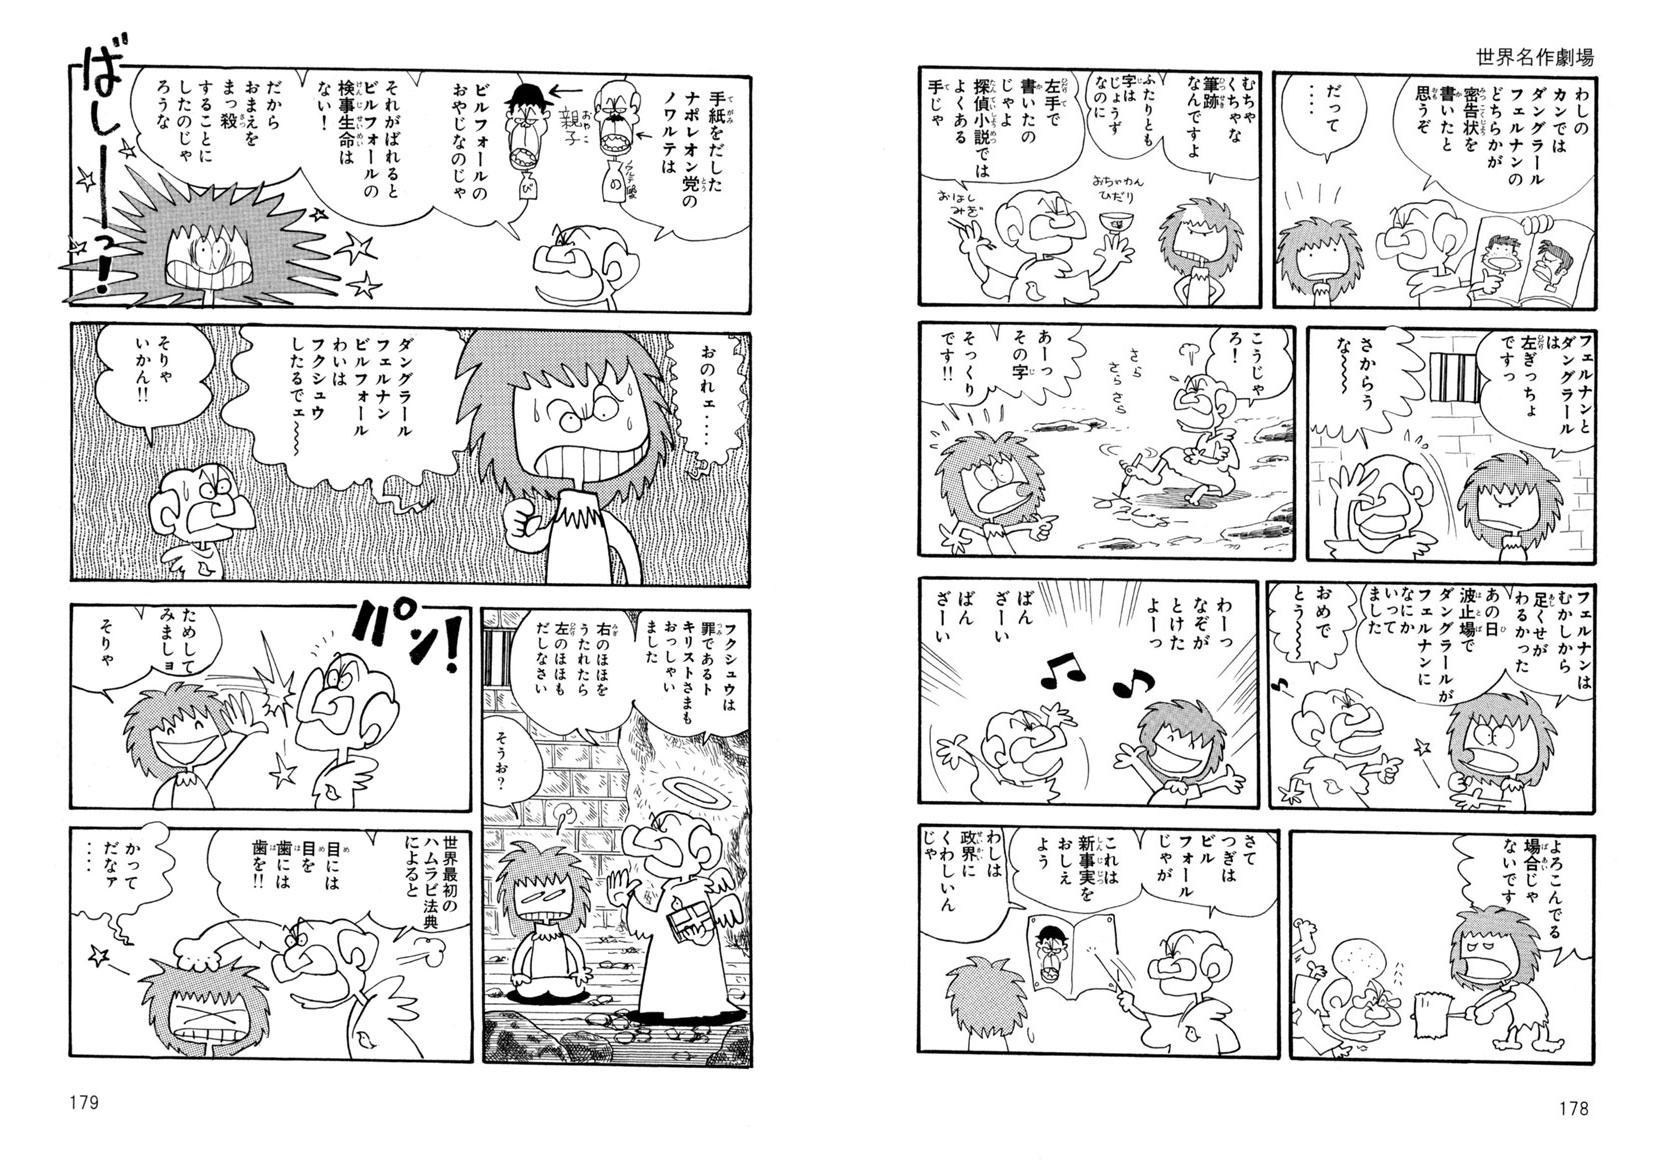 世界名作劇場
わしの
カンでは
ダングラール
フェルナンの
どちらかが
密告状を
書いたと
思うぞ
だって
‥‥
むちゃ
くちゃな
筆跡
なんですよ
ふたりとも
字は
じょうず
なのに
左手で
書いたの
じゃよ
探偵小説では
よくある
手じゃ
おちゃわん
ひだり
おはし
みぎ
フェルナンと
ダングラール
は
左ぎっちょ
ですっ
さからう
な〜〜〜
こうじゃ
ろ！
さら
さらさら
あーっ
その字
そっくり
です!!
フェルナンは
むかしから
足くせが
わるかった
あの日
波止場で
ダングラールが
フェルナンに
なにか
いって
ました
おめで
とう〜〜〜
わーっ
なぞが
とけた
よーっ
ばん
ざーい
ばん
ざーい
よろこんでる
場合じゃ
ないです
さて
つぎは
ビル
フォール
じゃが
これは
新事実を
おしえ
よう
わしは
政界に
くわしいん
じゃ
178
手紙をだした
ナポレオン党の
ノワルテは
の
親子
おやこ
び
ビルフォールの
おやじなのじゃ
それがばれると
ビルフォールの
検事生命は
ない！
だから
おまえを
まっ殺
することに
したのじゃ
ろうな
ばしーーっ！
おのれェ‥‥
ダングラール
フェルナン
ビルフォール
わいは
フクシュウ
したるでェ〜〜〜
そりゃ
いかん!!
フクシュウは
罪であるト
キリストさまも
おっしゃい
ました
右のほほを
うたれたら
左のほほも
だしなさい
そうお？
パン！
ためして
みましョ
そりゃ
世界最初の
ハムラビ法典
によると
目には
目を
歯には
歯を!!
かって
だなァ
‥‥
179